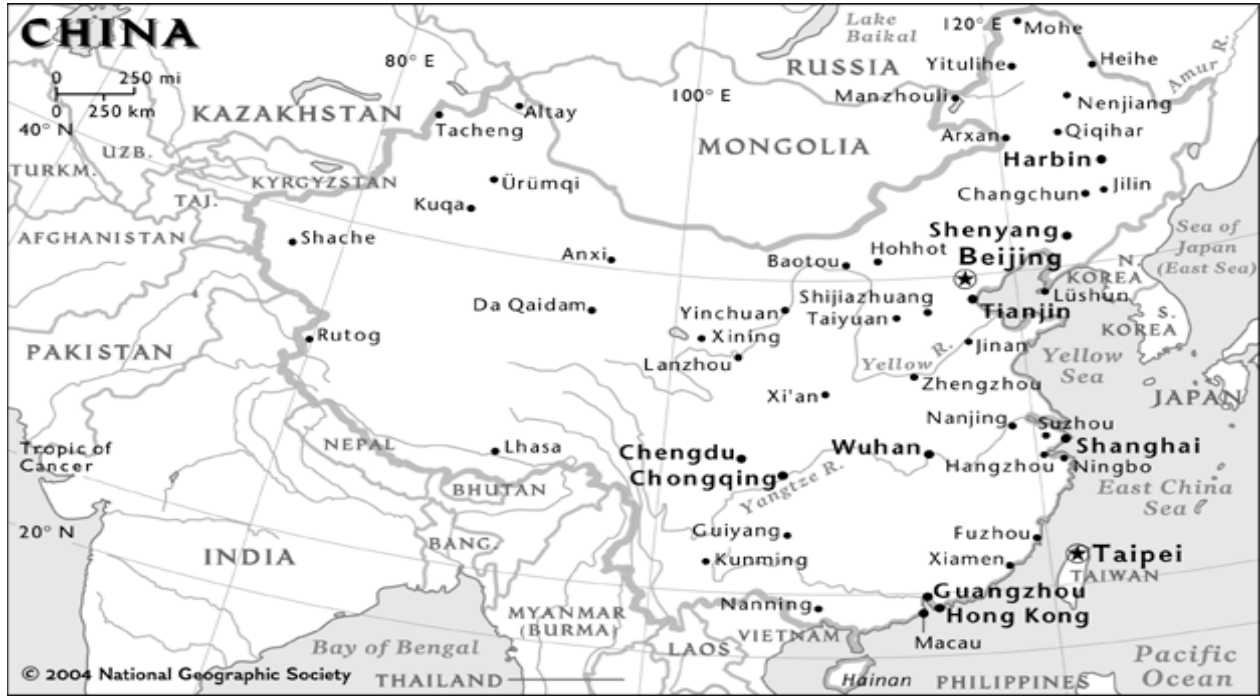 CHINA
0 250 mi
0 250 km
80° E
100° E
120° E
40° N
20° N
Tropic of
Cancer
Lake
Baikal
RUSSIA
KAZAKHSTAN
MONGOLIA
UZB.
TURKM.
KYRGYZSTAN
TAJ.
AFGHANISTAN
PAKISTAN
NEPAL
BHUTAN
BANG.
INDIA
MYANMAR
(BURMA)
THAILAND
LAOS
VIETNAM
PHILIPPINES
TAIWAN
JAPAN
N.
KOREA
S.
KOREA
Mohe
Yitulihe
Heihe
Amur R.
Manzhouli
Nenjiang
Arxan
Qiqihar
Harbin
Changchun
Jilin
Shenyang
Beijing
Sea of
Japan
(East Sea)
Altay
Tacheng
Ürümqi
Kuqa
Shache
Anxi
Baotou
Hohhot
Da Qaidam
Yinchuan
Shijiazhuang
Taiyuan
Tianjin
Lüshun
Rutog
Xining
Lanzhou
Yellow R.
Jinan
Yellow
Sea
Xi'an
Zhengzhou
Nanjing
Suzhou
Lhasa
Chengdu
Chongqing
Wuhan
Shanghai
Hangzhou
Ningbo
Yangtze R.
East China
Sea
Guiyang
Kunming
Fuzhou
Xiamen
Taipei
Guangzhou
Hong Kong
Nanning
Macau
Hainan
Bay of Bengal
Pacific
Ocean
© 2004 National Geographic Society